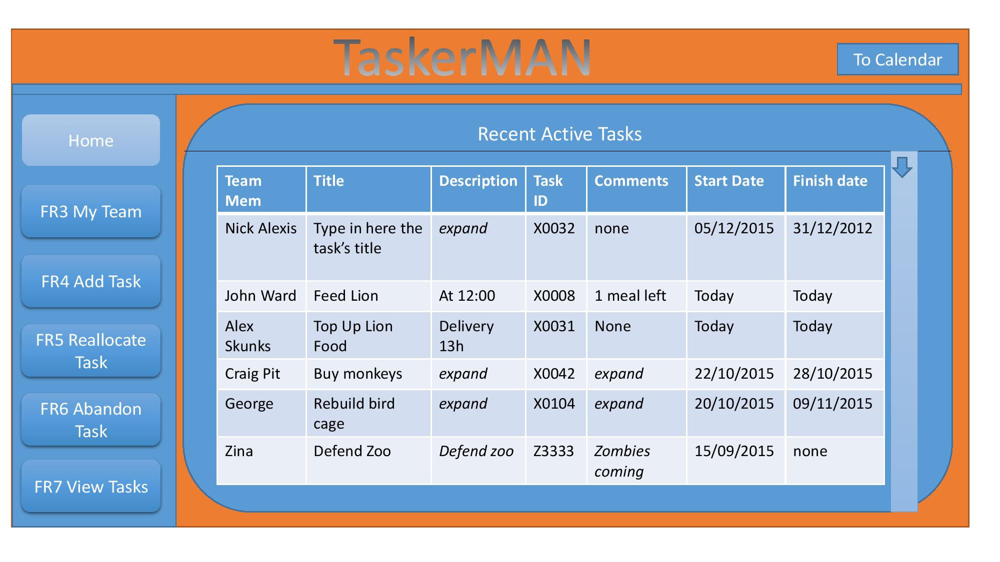 TaskerMAN
To Calendar
Home
FR3 My Team
FR4 Add Task
FR5 Reallocate
Task
FR6 Abandon
Task
FR7 View Tasks
Recent Active Tasks
Team Mem Title Description Task ID Comments Start Date Finish date
Nick Alexis Type in here the task’s title expand X0032 none 05/12/2015 31/12/2012
John Ward Feed Lion At 12:00 X0008 1 meal left Today Today
Alex Skunks Top Up Lion Food Delivery 13h X0031 None Today Today
Craig Pit Buy monkeys expand X0042 expand 22/10/2015 28/10/2015
George Rebuild bird cage expand X0104 expand 20/10/2015 09/11/2015
Zina Defend Zoo Defend zoo Z3333 Zombies coming 15/09/2015 none